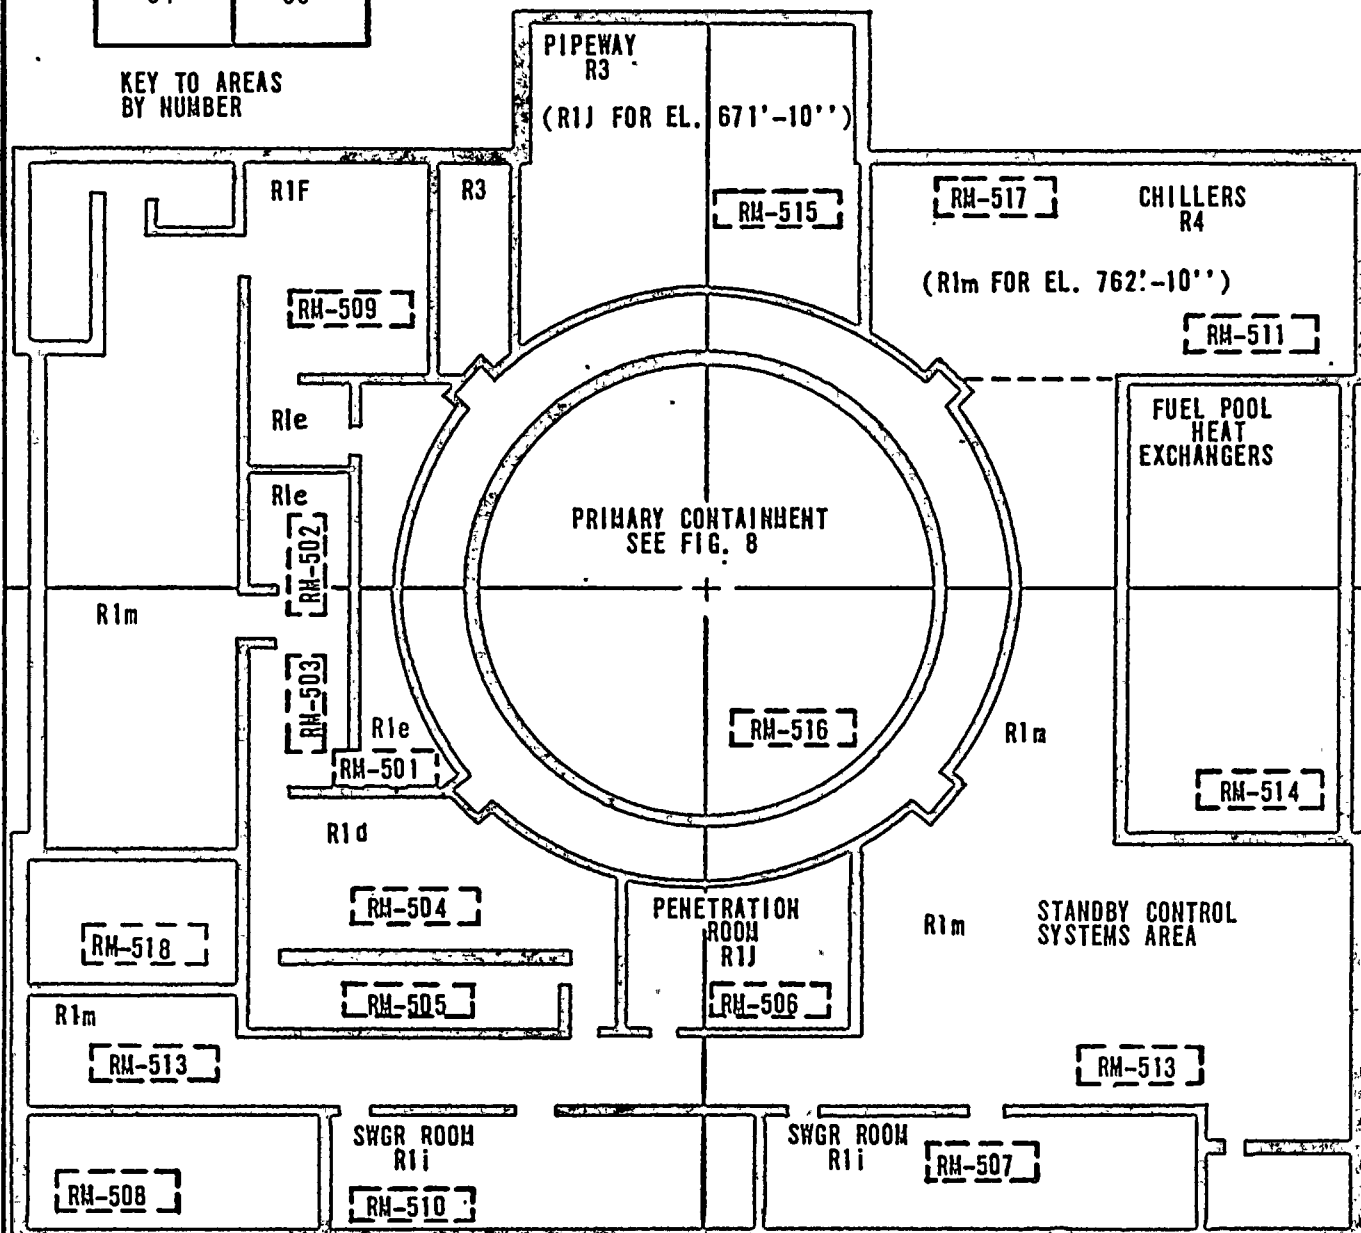 KEY TO AREAS
BY NUMBER
PIPEWAY
R3
(R1J FOR EL. 671'-10'')
R1F
R3
RM-515
RM-517
CHILLERS
R4
RM-509
(R1m FOR EL. 762'-10'')
RM-511
R1e
FUEL POOL
HEAT
EXCHANGERS
R1e
RM-502
PRIMARY CONTAINMENT
SEE FIG. 8
R1m
RM-503
R1e
RM-501
RM-516
R1m
RM-514
R1d
RM-504
PENETRATION
ROOM
R1J
R1m
STANDBY CONTROL
SYSTEMS AREA
RM-518
RM-505
RM-506
R1m
RM-513
RM-513
SWGR ROOM
R1i
SWGR ROOM
R1i
RM-507
RM-508
RM-510